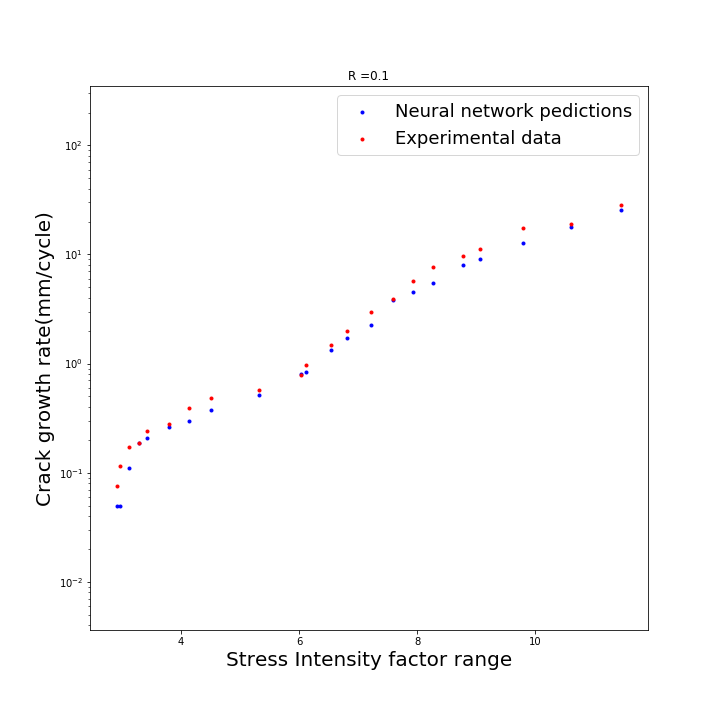 R =0.1
Neural network pedictions
Experimental data
Crack growth rate(mm/cycle)
10²
10¹
10⁰
10⁻¹
10⁻²
4 6 8 10
Stress Intensity factor range